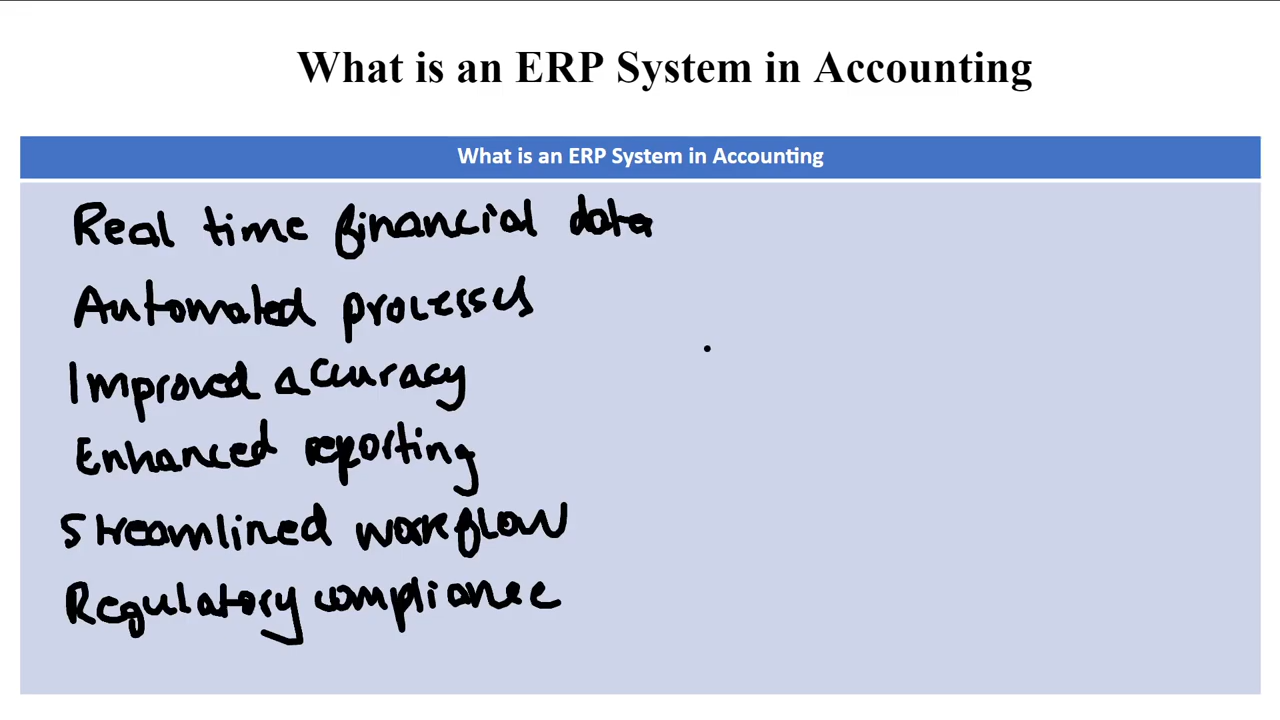 What is an ERP System in Accounting
What is an ERP System in Accounting
Real time financial data
Automated processes
Improved accuracy
Enhanced reporting
Streamlined workflow
Regulatory compliance